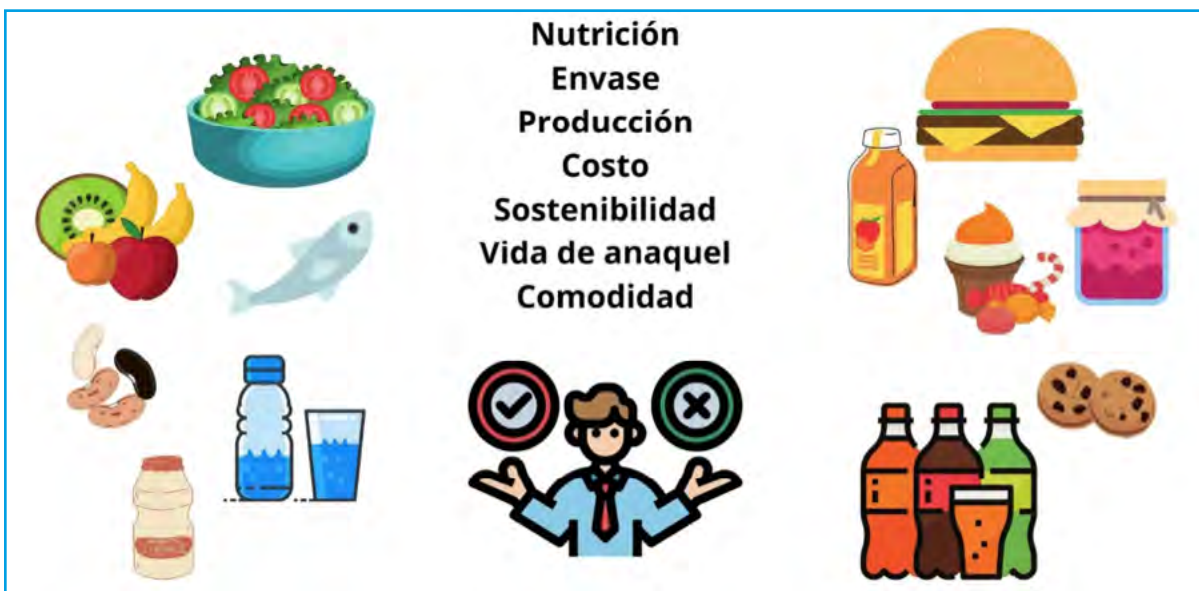 Nutrición
Envase
Producción
Costo
Sostenibilidad
Vida de anaquel
Comodidad